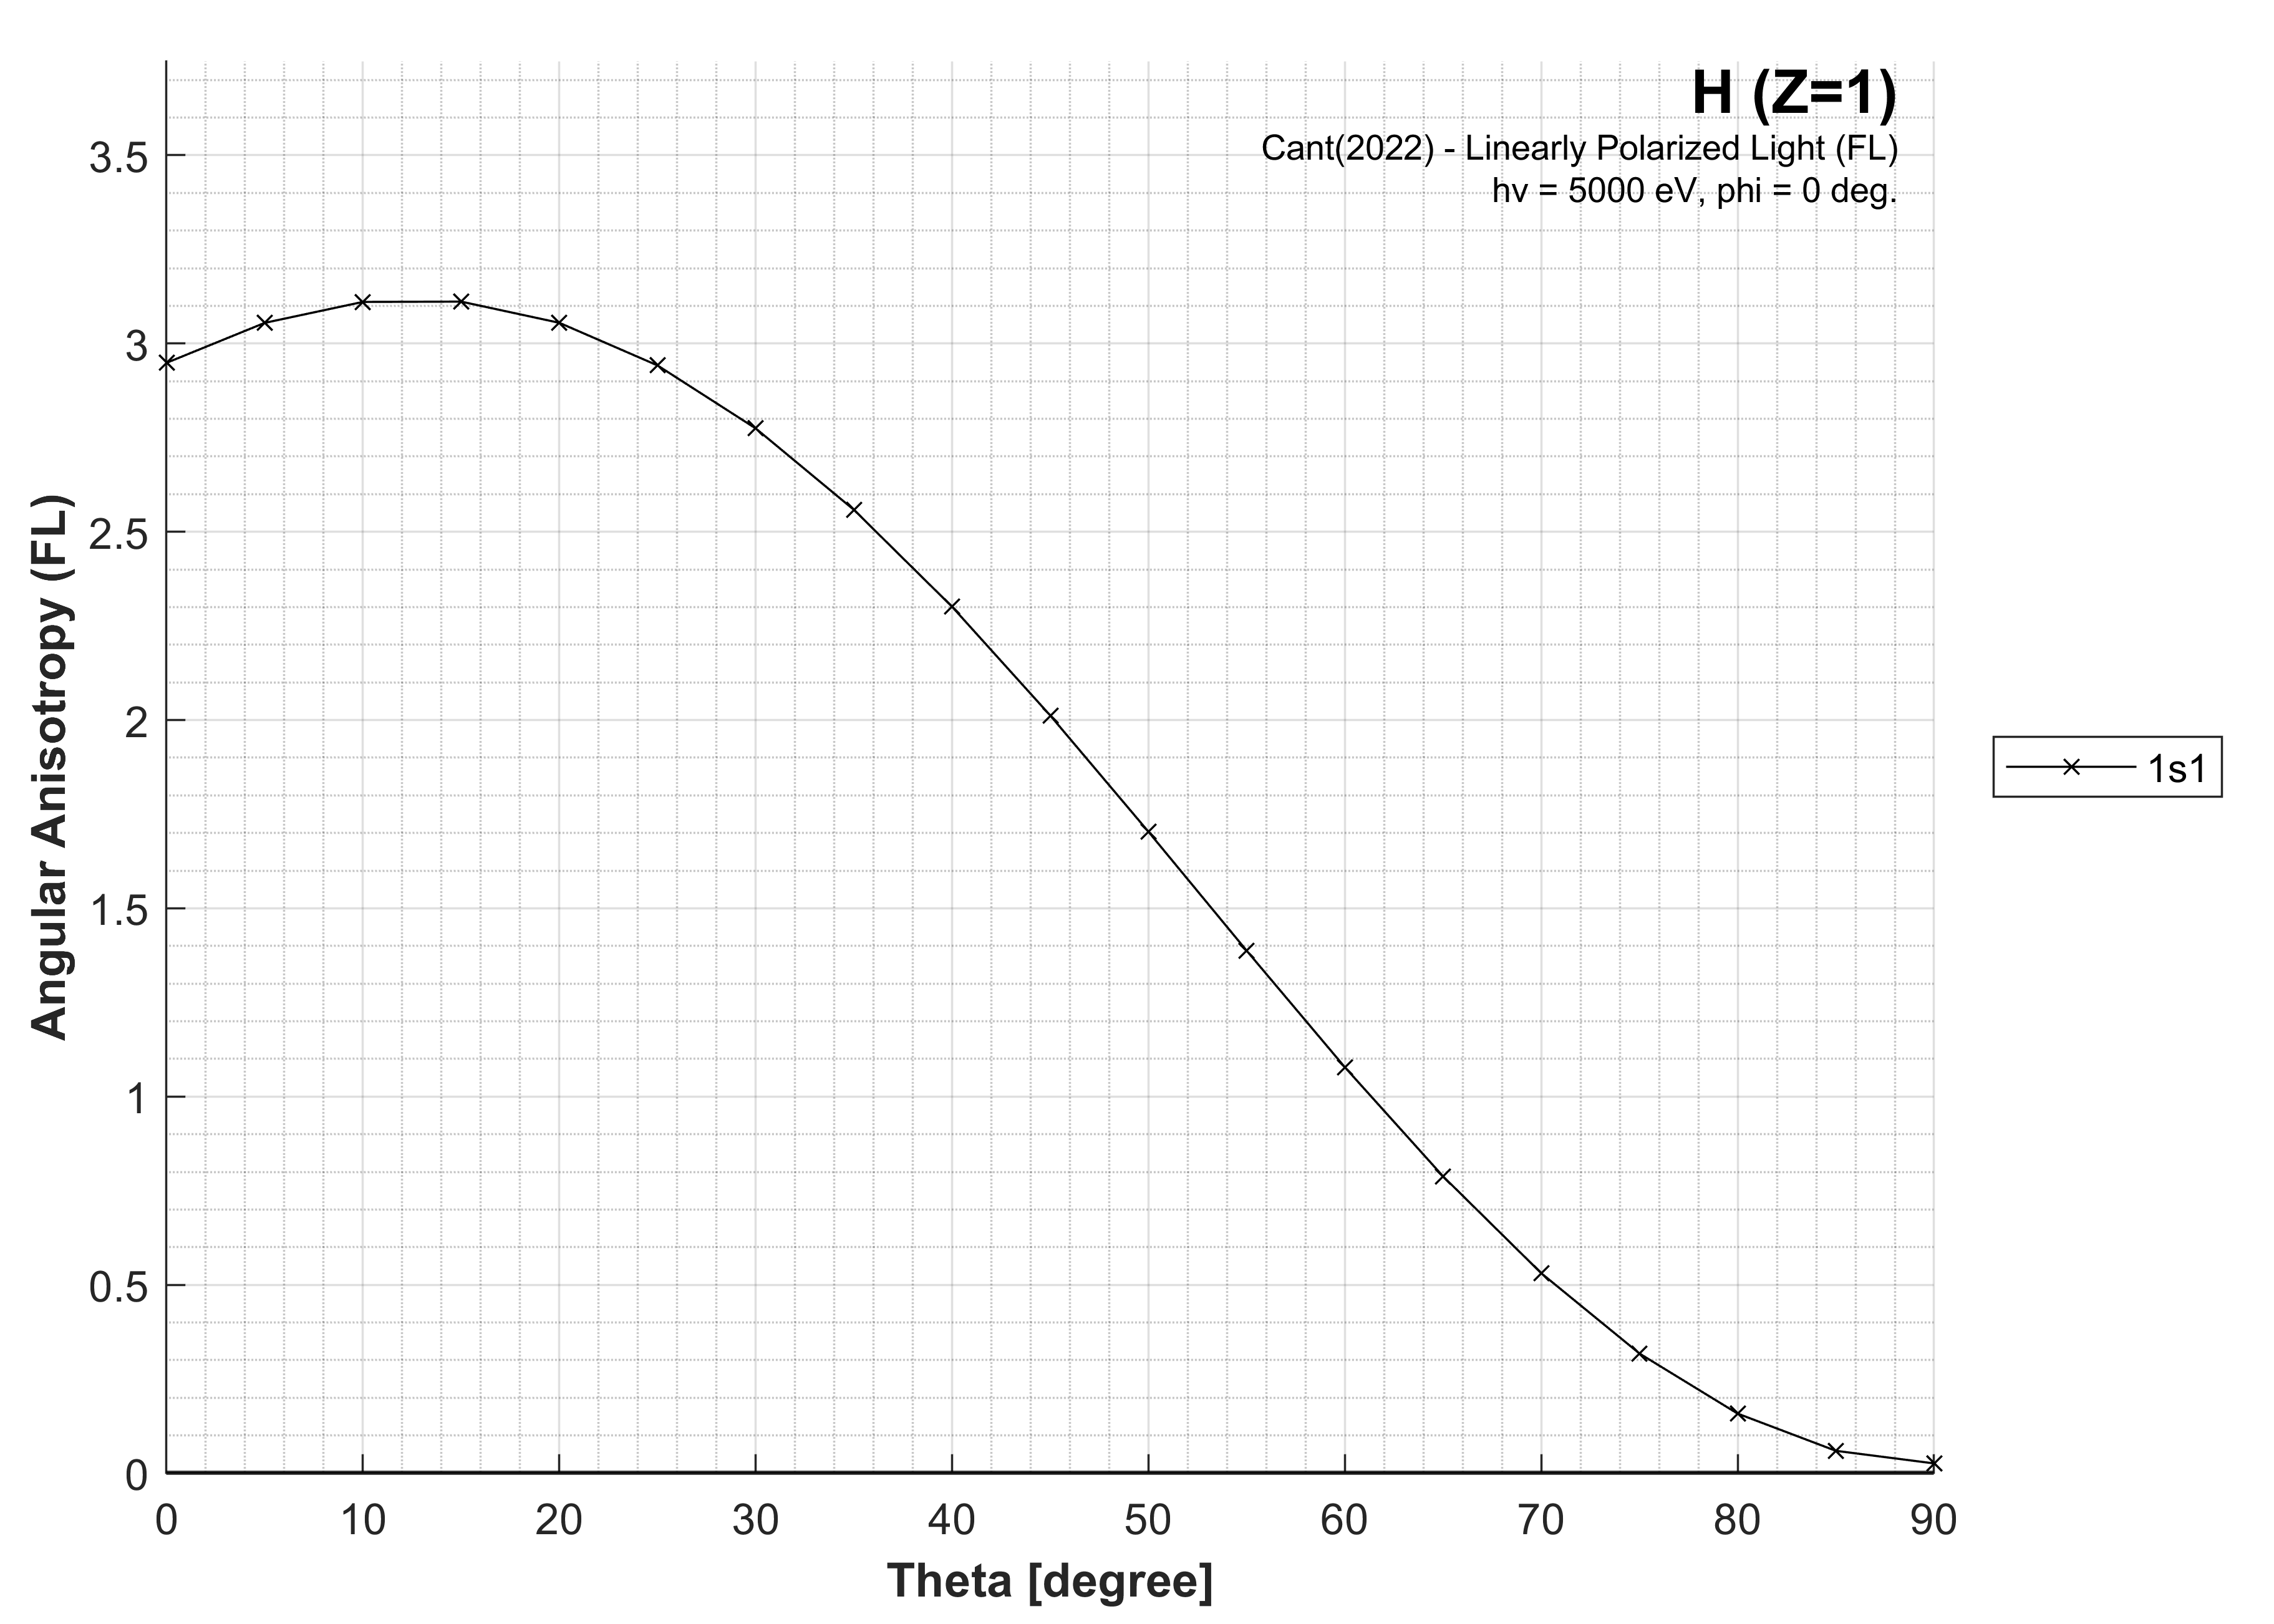 H (Z=1)
Cant(2022) - Linearly Polarized Light (FL)
hv = 5000 eV, phi = 0 deg.
Angular Anisotropy (FL)
3.5
3
2.5
2
1.5
1
0.5
0
0 10 20 30 40 50 60 70 80 90
Theta [degree]
1s1